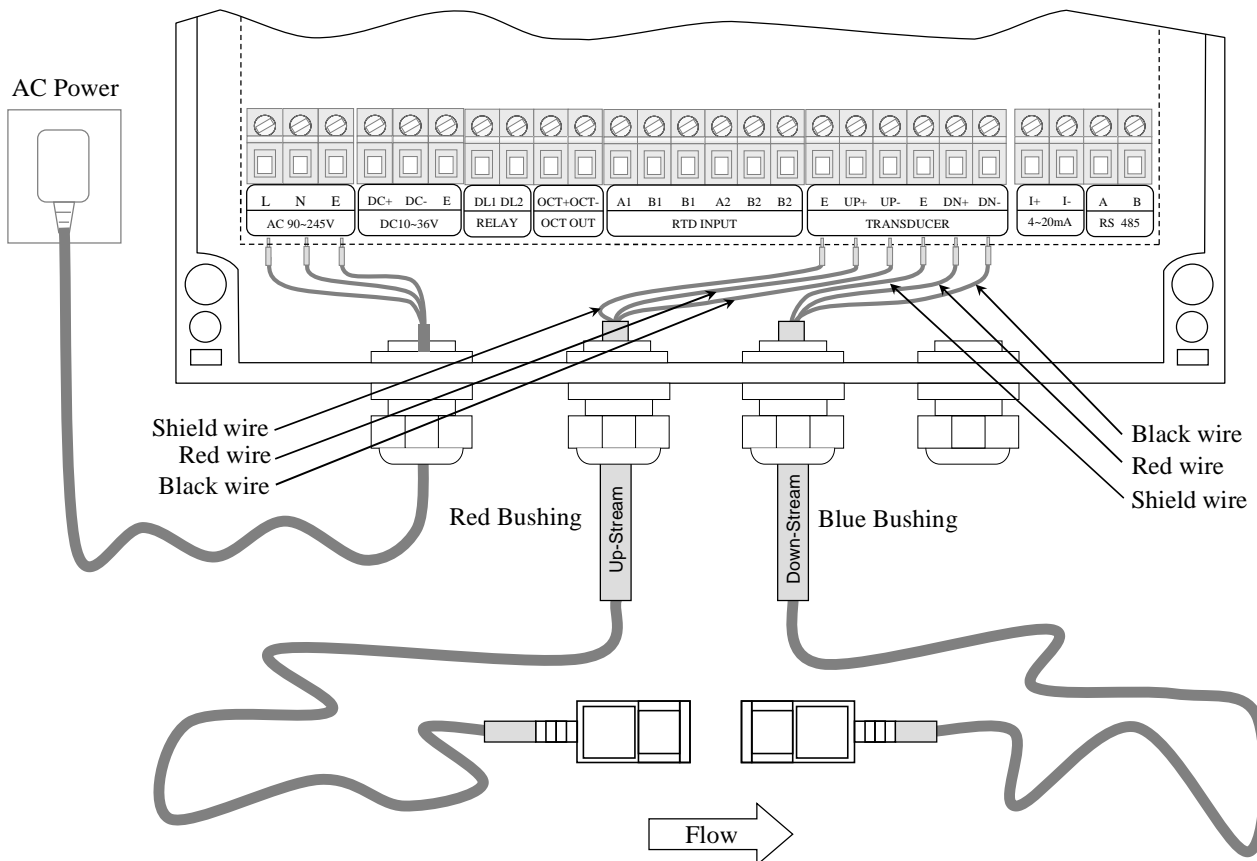 AC Power
L N E DC+ DC- E DL1 DL2 OCT+OCT- A1 B1 B1 A2 B2 B2 E UP+ UP- E DN+ DN- I+ I- A B
AC 90~245V DC10~36V RELAY OCT OUT RTD INPUT TRANSDUCER 4~20mA RS 485
Shield wire
Red wire
Black wire
Black wire
Red wire
Shield wire
Red Bushing
Up-Stream
Down-Stream
Blue Bushing
Flow